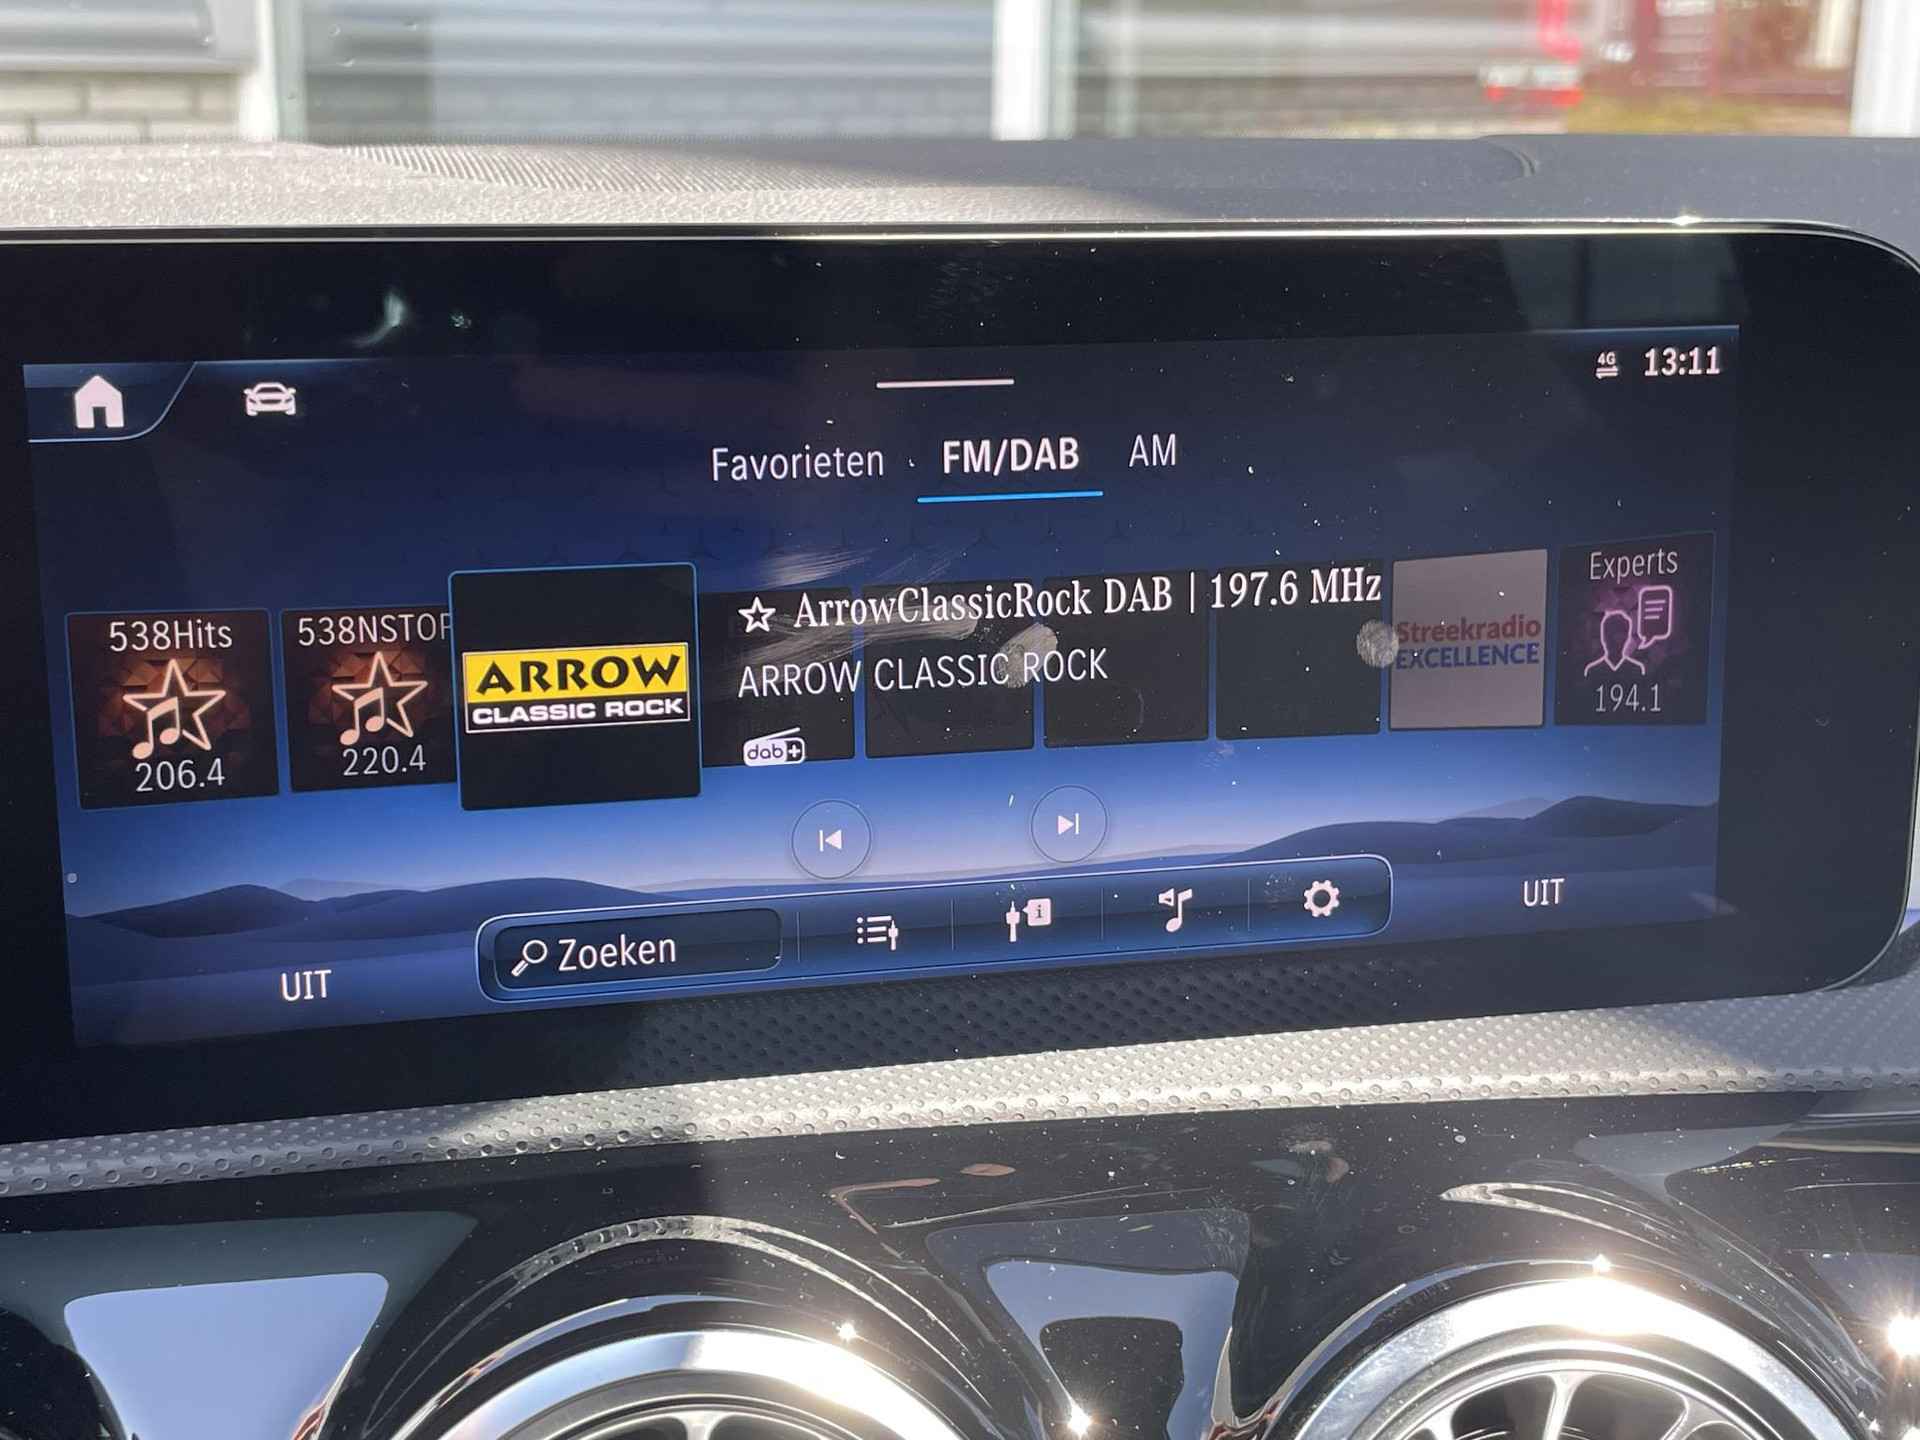 4G 13:11
Favorieten FM/DAB AM
538Hits
206.4
538NSTOP
220.4
ARROW
CLASSIC ROCK
ArrowClassicRock DAB | 197.6 MHz
ARROW CLASSIC ROCK
dab+
Streekradio
EXCELLENCE
Experts
194.1
UIT
Zoeken
i
UIT